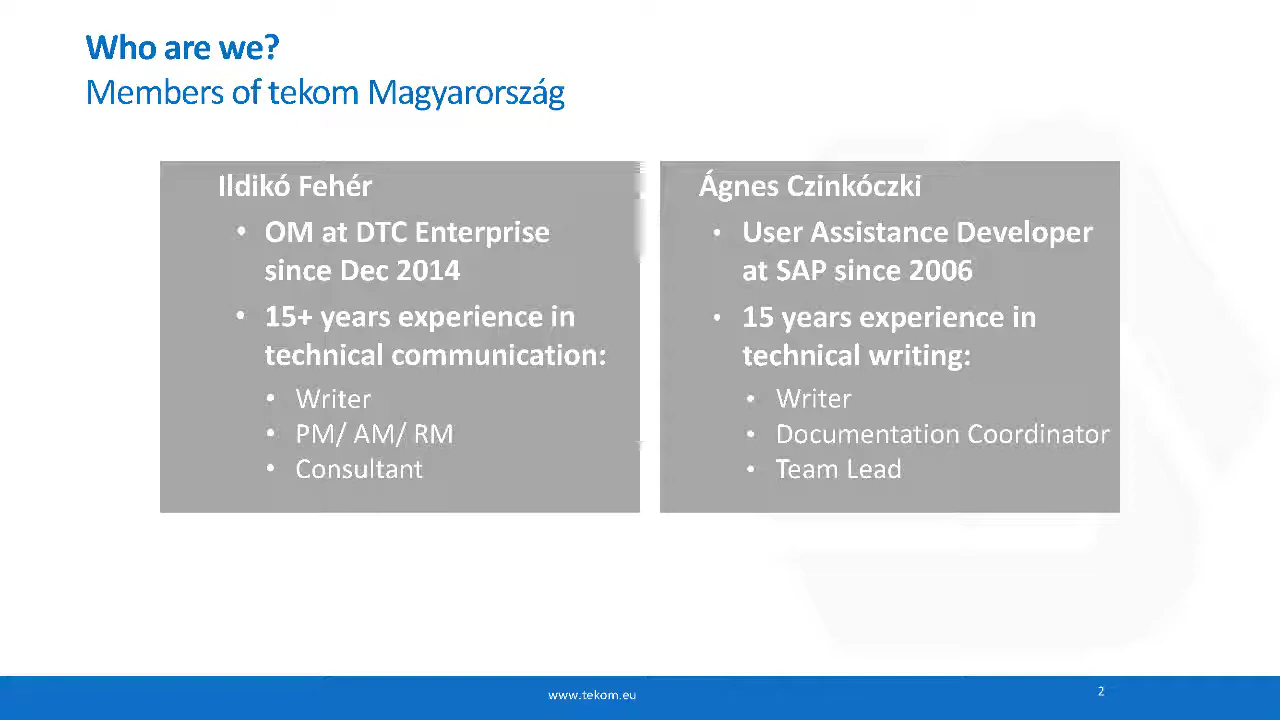 Who are we?
Members of tekom Magyarország
Ildikó Fehér
• OM at DTC Enterprise
since Dec 2014
• 15+ years experience in
technical communication:
• Writer
• PM/ AM/ RM
• Consultant
Ágnes Czinkóczki
• User Assistance Developer
at SAP since 2006
• 15 years experience in
technical writing:
• Writer
• Documentation Coordinator
• Team Lead
www.tekom.eu
2